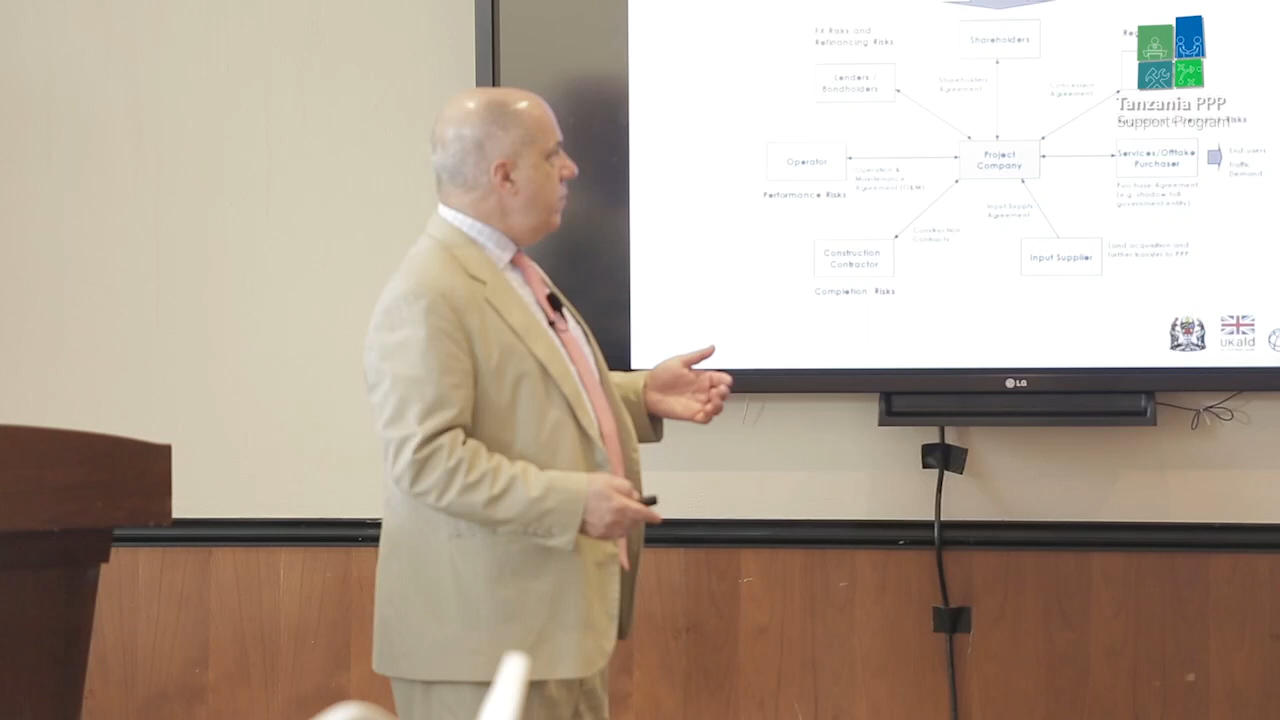 FX Risks and
Refinancing Risks
Shareholders
Lenders /
Bondholders
Shareholders
Agreement
Concession
Agreement
Tanzania PPP
Support Program
Risks
Operator
Project
Company
Services/Offtake
Purchaser
End users
Traffic
Demand
Operation &
Maintenance
Agreement (O&M)
Performance Risks
Purchase Agreement
(e.g. shadow toll
government entity)
Input Supply
Agreement
Construction
Contracts
Construction
Contractor
Input Supplier
Land acquisition and
further transfer to PPP
Completion Risks
ukaid
LG